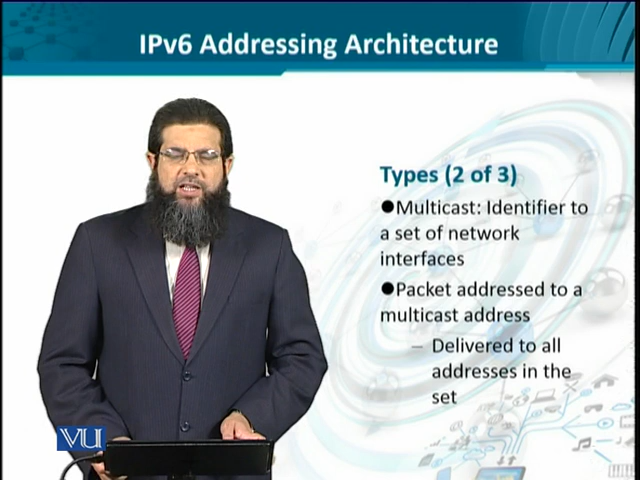 IPv6 Addressing Architecture
Types (2 of 3)
●Multicast: Identifier to
a set of network
interfaces
●Packet addressed to a
multicast address
– Delivered to all
addresses in the
set
VU